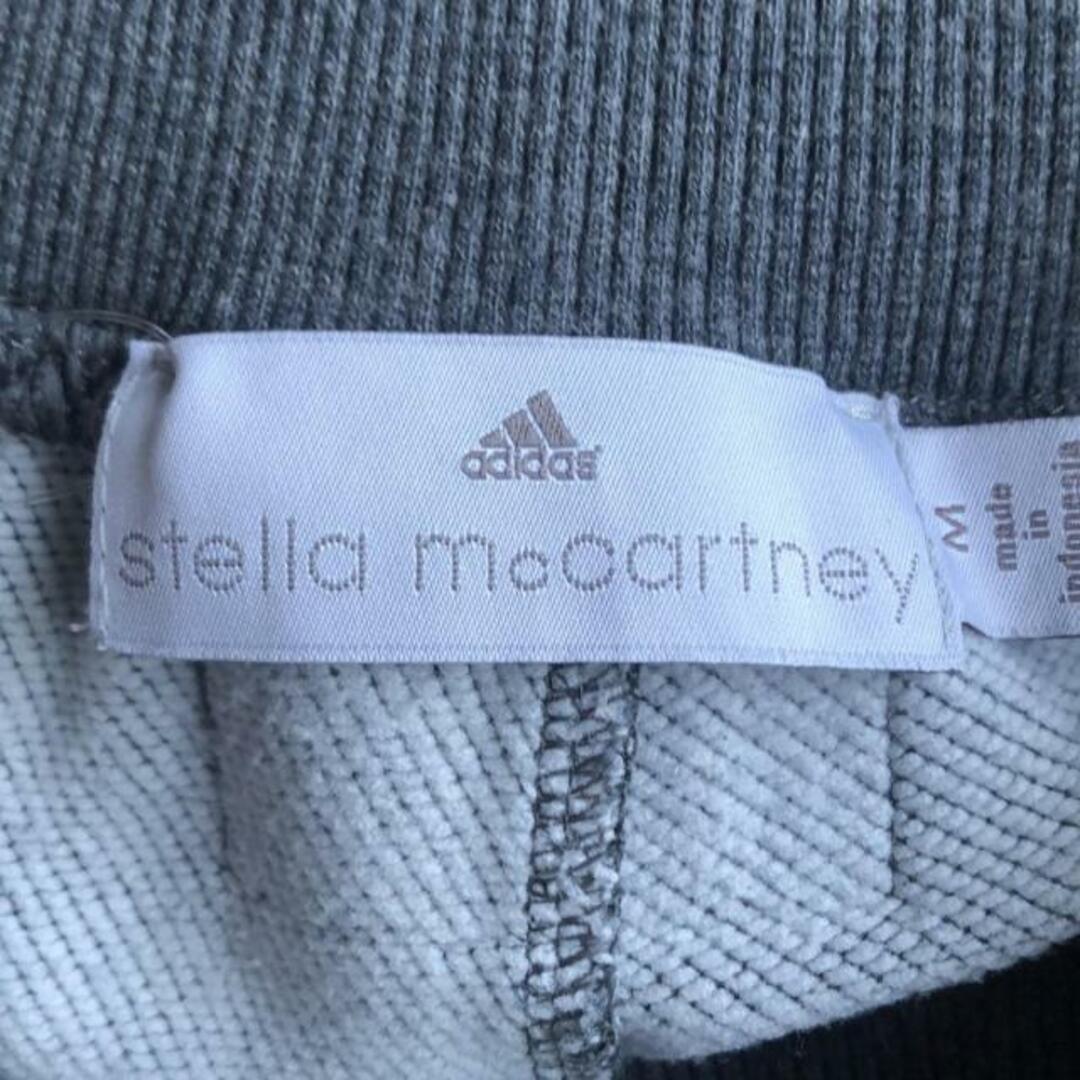 adidas
stella mccartney
M
made
in
indonesia